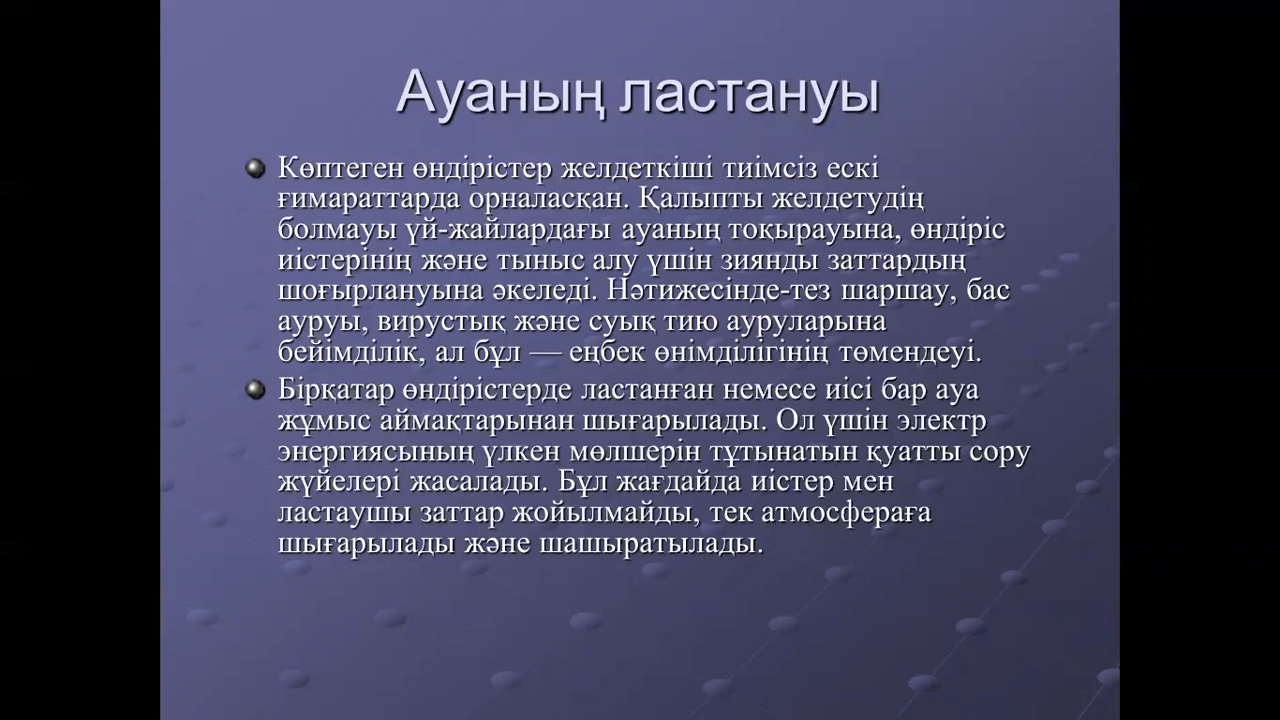 Ауаның ластануы
Көптеген өндірістер желдеткіші тиімсіз ескі
ғимараттарда орналасқан. Қалыпты желдетудің
болмауы үй-жайлардағы ауаның тоқырауына, өндіріс
иістерінің және тыныс алу үшін зиянды заттардың
шоғырлануына әкеледі. Нәтижесінде-тез шаршау, бас
ауруы, вирустық және суық тию ауруларына
бейімділік, ал бұл — еңбек өнімділігінің төмендеуі.
Бірқатар өндірістерде ластанған немесе иісі бар ауа
жұмыс аймақтарынан шығарылады. Ол үшін электр
энергиясының үлкен мөлшерін тұтынатын қуатты сору
жүйелері жасалады. Бұл жағдайда иістер мен
ластаушы заттар жойылмайды, тек атмосфераға
шығарылады және шашыратылады.